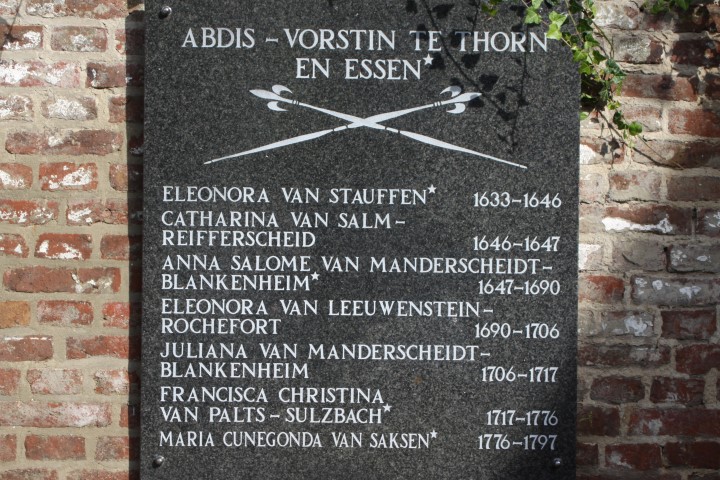 ABDIS – VORSTIN TE THORN
EN ESSEN★
ELEONORA VAN STAUFFEN★ 1633–1646
CATHARINA VAN SALM–
REIFFERSCHEID 1646–1647
ANNA SALOME VAN MANDERSCHEIDT–
BLANKENHEIM★ 1647–1690
ELEONORA VAN LEEUWENSTEIN–
ROCHEFORT 1690–1706
JULIANA VAN MANDERSCHEIDT–
BLANKENHEIM 1706–1717
FRANCISCA CHRISTINA
VAN PALTS–SULZBACH★ 1717–1776
MARIA CUNEGONDA VAN SAKSEN★ 1776–1797